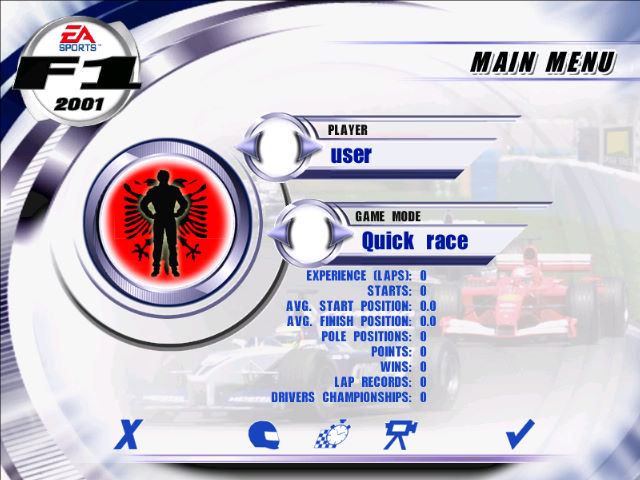 EA
SPORTS™
F1
2001
MAIN MENU
PLAYER
user
GAME MODE
Quick race
EXPERIENCE (LAPS): 0
STARTS: 0
AVG. START POSITION: 0.0
AVG. FINISH POSITION: 0.0
POLE POSITIONS: 0
POINTS: 0
WINS: 0
LAP RECORDS: 0
DRIVERS CHAMPIONSHIPS: 0